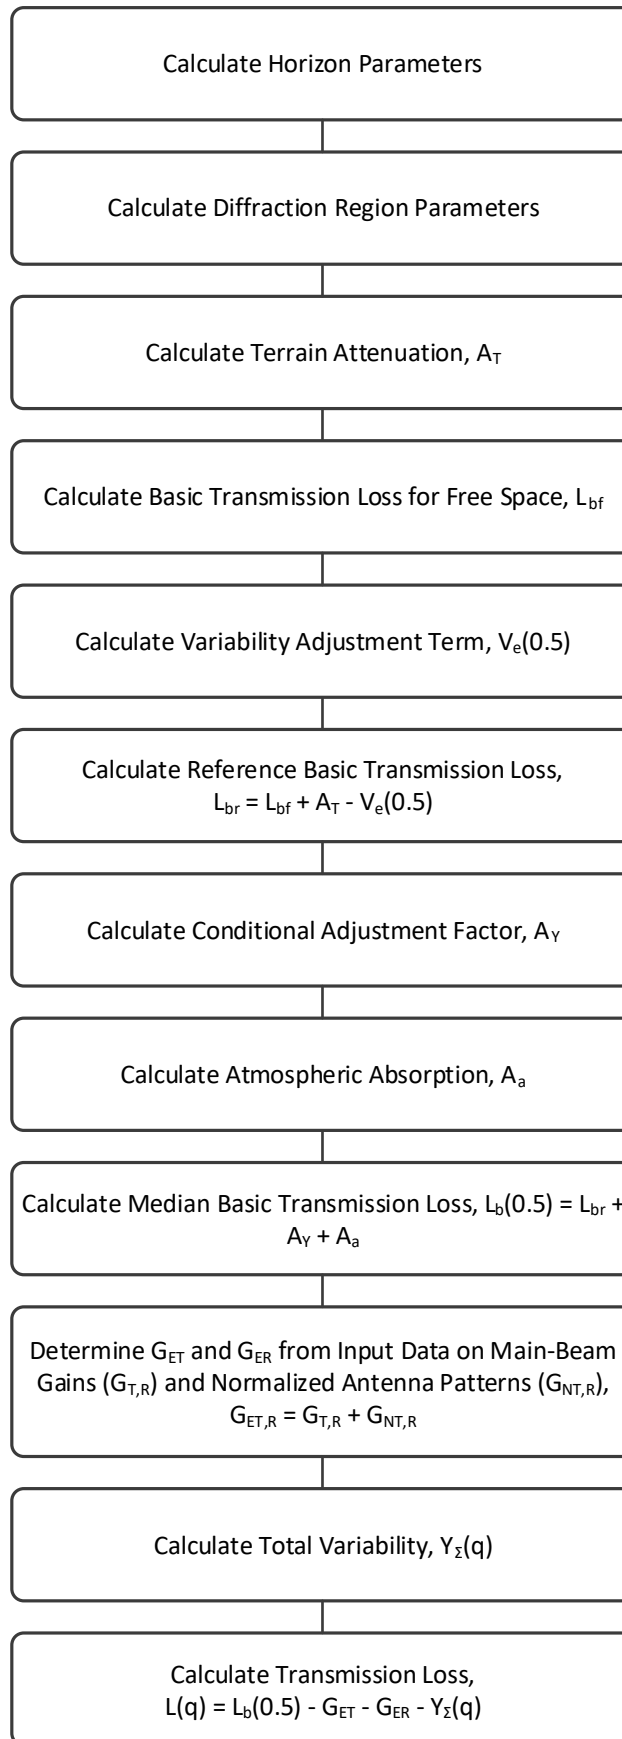 Calculate Horizon Parameters
Calculate Diffraction Region Parameters
Calculate Terrain Attenuation, A_T
Calculate Basic Transmission Loss for Free Space, L_bf
Calculate Variability Adjustment Term, V_e(0.5)
Calculate Reference Basic Transmission Loss,
L_br = L_bf + A_T - V_e(0.5)
Calculate Conditional Adjustment Factor, A_Y
Calculate Atmospheric Absorption, A_a
Calculate Median Basic Transmission Loss, L_b(0.5) = L_br +
A_Y + A_a
Determine G_ET and G_ER from Input Data on Main-Beam
Gains (G_T,R) and Normalized Antenna Patterns (G_NT,R),
G_ET,R = G_T,R + G_NT,R
Calculate Total Variability, Y_Σ(q)
Calculate Transmission Loss,
L(q) = L_b(0.5) - G_ET - G_ER - Y_Σ(q)